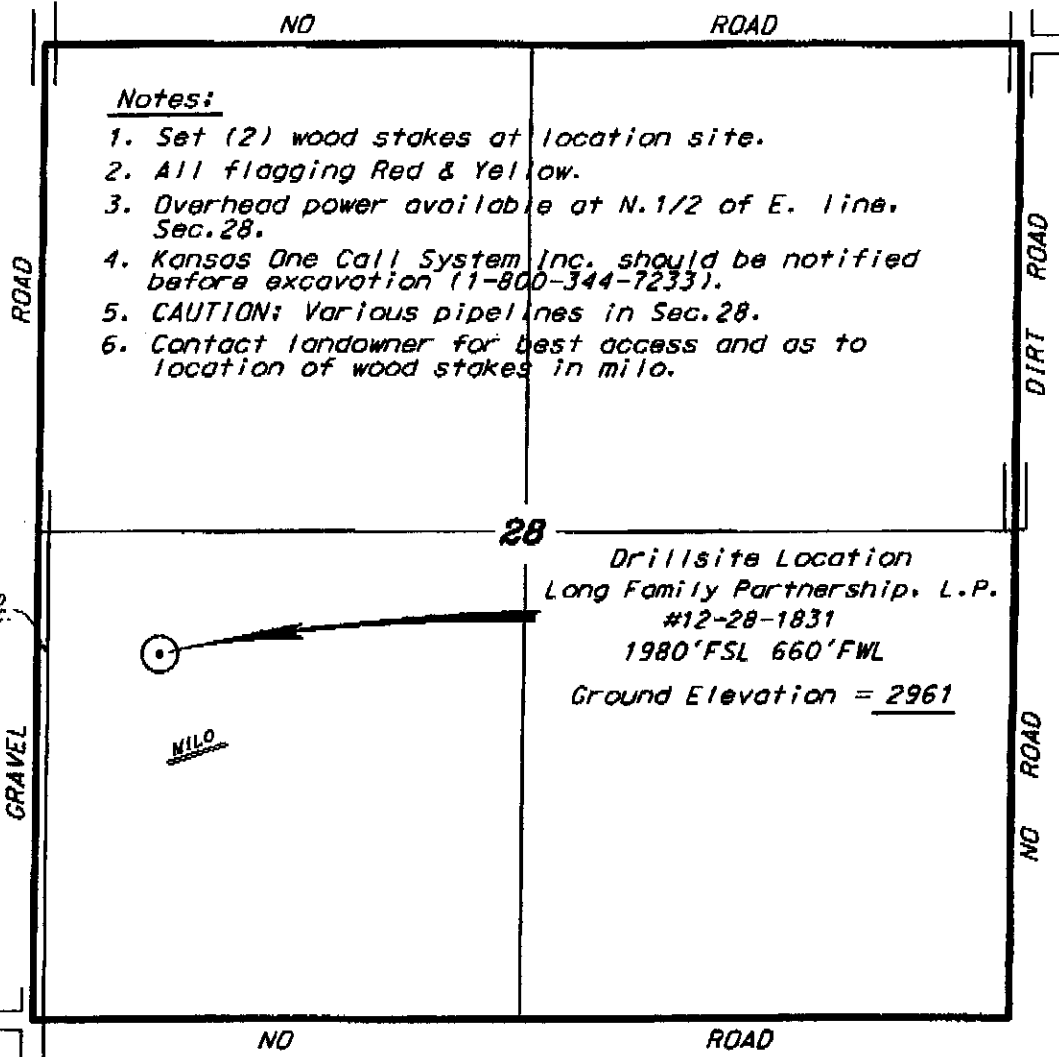 NO ROAD
Notes:
1. Set (2) wood stakes at location site.
2. All flagging Red & Yellow.
3. Overhead power available at N.1/2 of E. line,
Sec.28.
4. Kansas One Call System Inc. should be notified
before excavation (1-800-344-7233).
5. CAUTION: Various pipelines in Sec.28.
6. Contact landowner for best access and as to
location of wood stakes in milo.
ROAD
DIRT ROAD
28
Drillsite Location
Long Family Partnership, L.P.
#12-28-1831
1980'FSL 660'FWL
Ground Elevation = 2961
MILO
GRAVEL
NO ROAD
NO ROAD